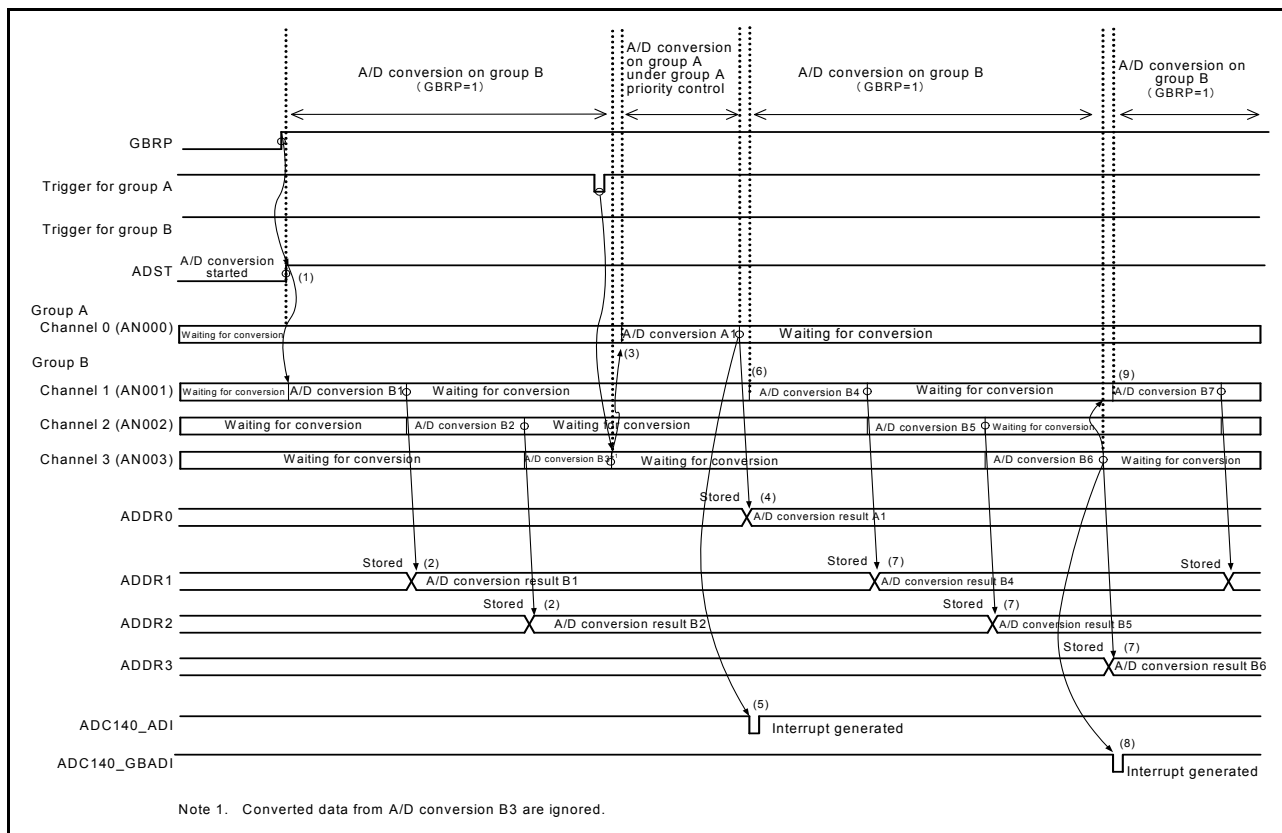 A/D conversion on group B
(GBRP=1)
A/D conversion
on group A
under group A
priority control
A/D conversion on group B
(GBRP=1)
A/D conversion on
group B
(GBRP=1)
GBRP
Trigger for group A
Trigger for group B
ADST
A/D conversion
started
(1)
Group A
Channel 0 (AN000)
Waiting for conversion
A/D conversion A1
Waiting for conversion
(3)
Group B
(6)
(9)
Channel 1 (AN001)
Waiting for conversion
A/D conversion B1
Waiting for conversion
A/D conversion B4
Waiting for conversion
A/D conversion B7
Channel 2 (AN002)
Waiting for conversion
A/D conversion B2
Waiting for conversion
A/D conversion B5
Waiting for conversion
Channel 3 (AN003)
Waiting for conversion
A/D conversion B3*1
Waiting for conversion
A/D conversion B6
Waiting for conversion
Stored (4)
ADDR0
A/D conversion result A1
Stored (2)
Stored (7)
Stored
ADDR1
A/D conversion result B1
A/D conversion result B4
Stored (2)
Stored (7)
ADDR2
A/D conversion result B2
A/D conversion result B5
Stored (7)
ADDR3
A/D conversion result B6
ADC140_ADI
(5)
Interrupt generated
ADC140_GBADI
(8)
Interrupt generated
Note 1. Converted data from A/D conversion B3 are ignored.